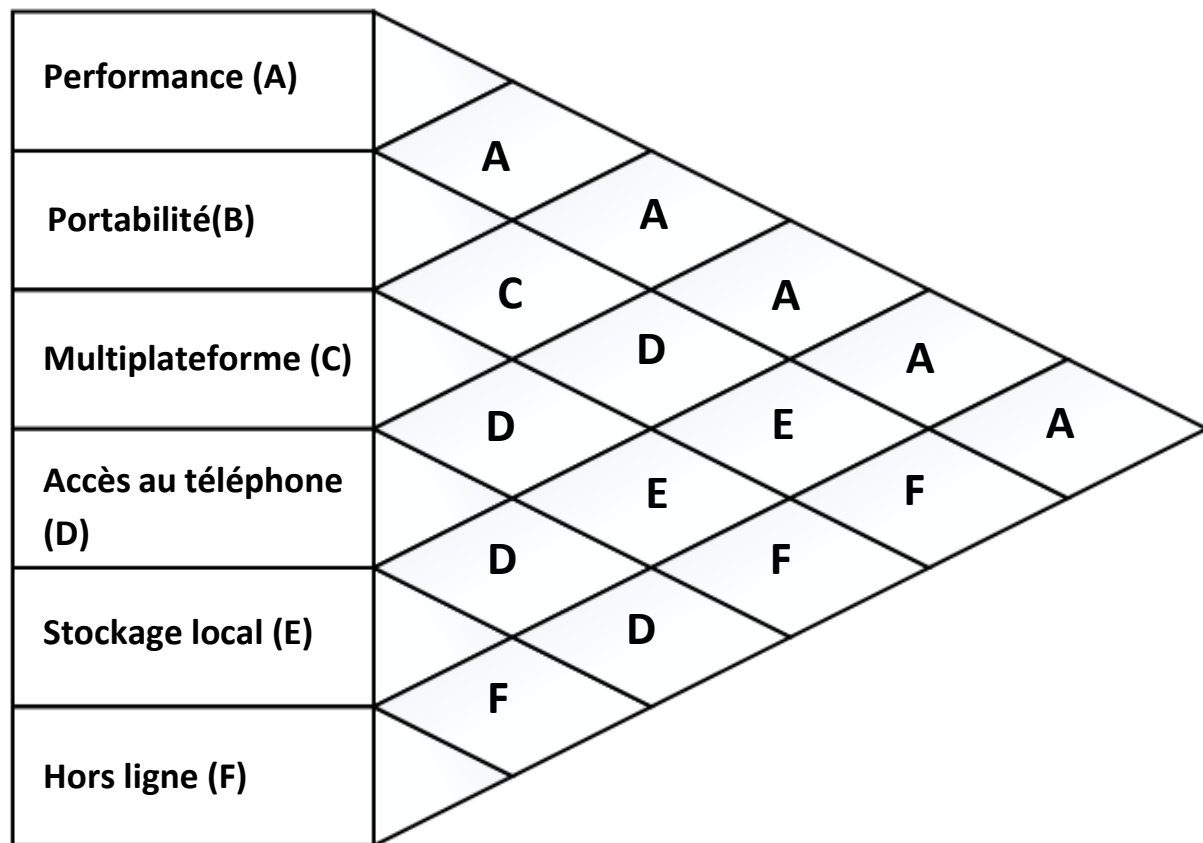 Performance (A)
Portabilité(B)
Multiplateforme (C)
Accès au téléphone
(D)
Stockage local (E)
Hors ligne (F)
A
A
A
A
A
C
D
E
F
D
E
F
D
D
F